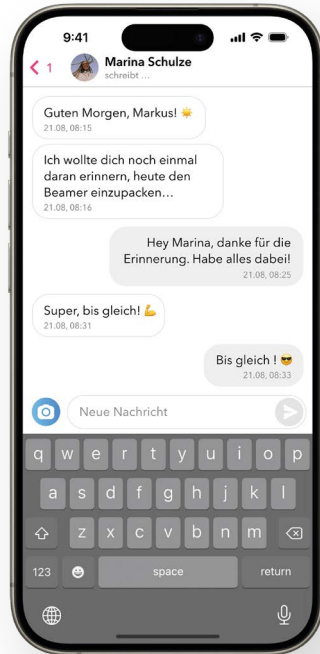 9:41
1
Marina Schulze
schreibt ...
Guten Morgen, Markus! ☀️
21.08, 08:15
Ich wollte dich noch einmal
daran erinnern, heute den
Beamer einzupacken...
21.08, 08:16
Hey Marina, danke für die
Erinnerung. Habe alles dabei!
21.08, 08:25
Super, bis gleich! 💪
21.08, 08:31
Bis gleich ! 😎
21.08, 08:33
Neue Nachricht
q w e r t y u i o p
a s d f g h j k l
z x c v b n m
123 space return